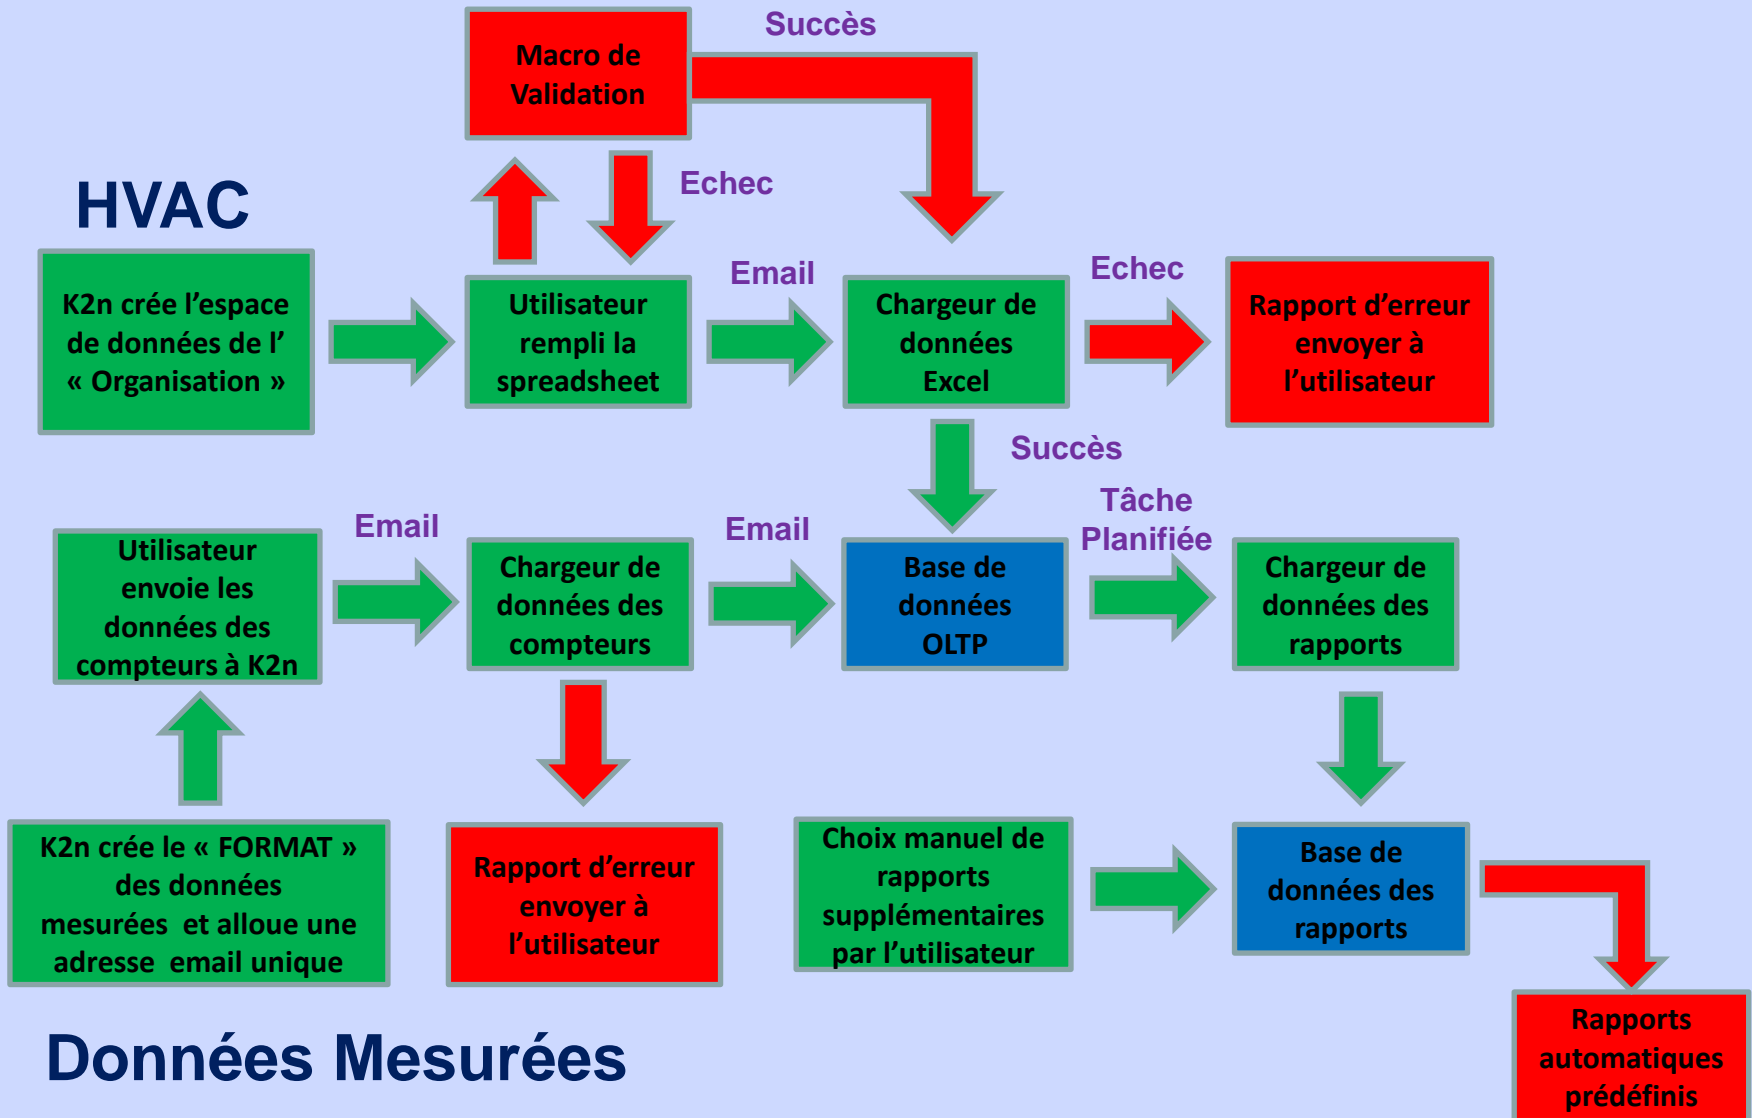 Succès
Macro de
Validation
Echec
HVAC
K2n crée l’espace
de données de l’
« Organisation »
Utilisateur
rempli la
spreadsheet
Email
Chargeur de
données
Excel
Echec
Rapport d’erreur
envoyer à
l’utilisateur
Succès
Tâche
Planifiée
Utilisateur
envoie les
données des
compteurs à K2n
Email
Chargeur de
données des
compteurs
Email
Base de
données
OLTP
Chargeur de
données des
rapports
K2n crée le « FORMAT »
des données
mesurées et alloue une
adresse email unique
Rapport d’erreur
envoyer à
l’utilisateur
Choix manuel de
rapports
supplémentaires
par l’utilisateur
Base de
données des
rapports
Rapports
automatiques
prédéfinis
Données Mesurées